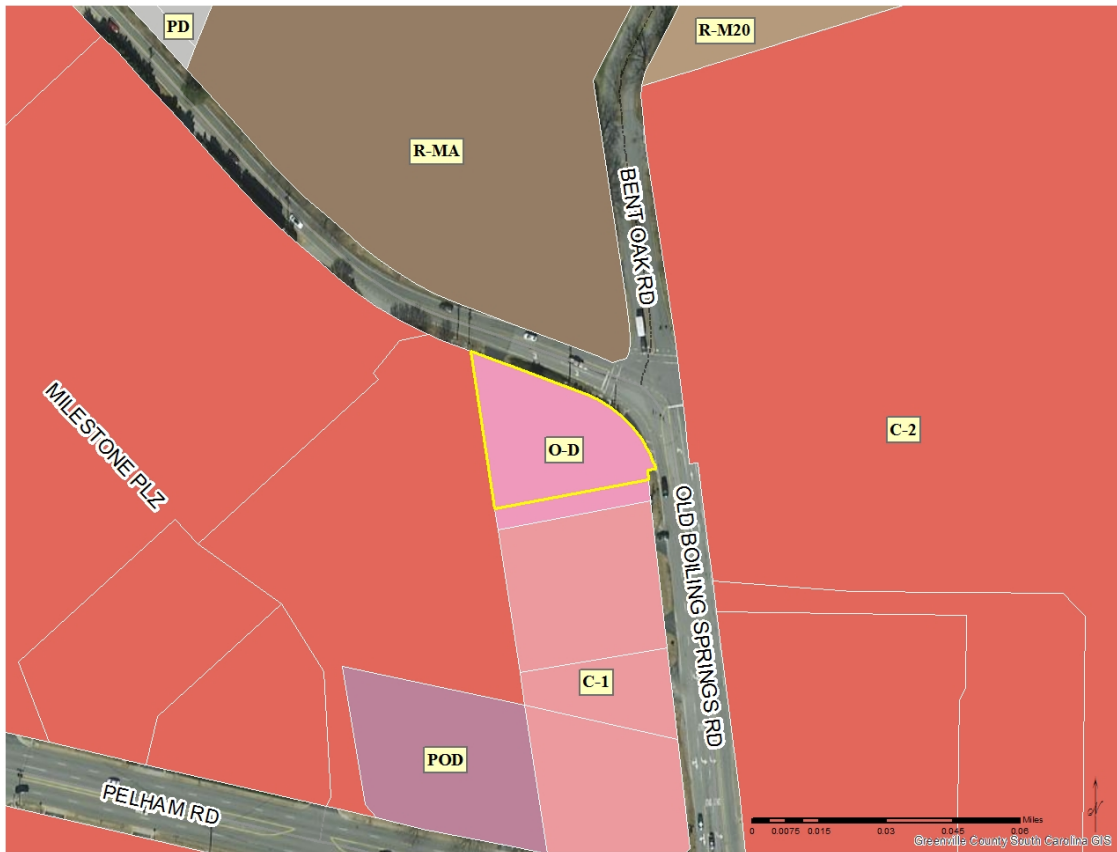 PD
R-M20
R-MA
BENT OAK RD
MILESTONE PLZ
O-D
C-2
OLD BOILING SPRINGS RD
C-1
POD
PELHAM RD
Miles
0 0.0075 0.015 0.03 0.045 0.06
Greenville County South Carolina GIS